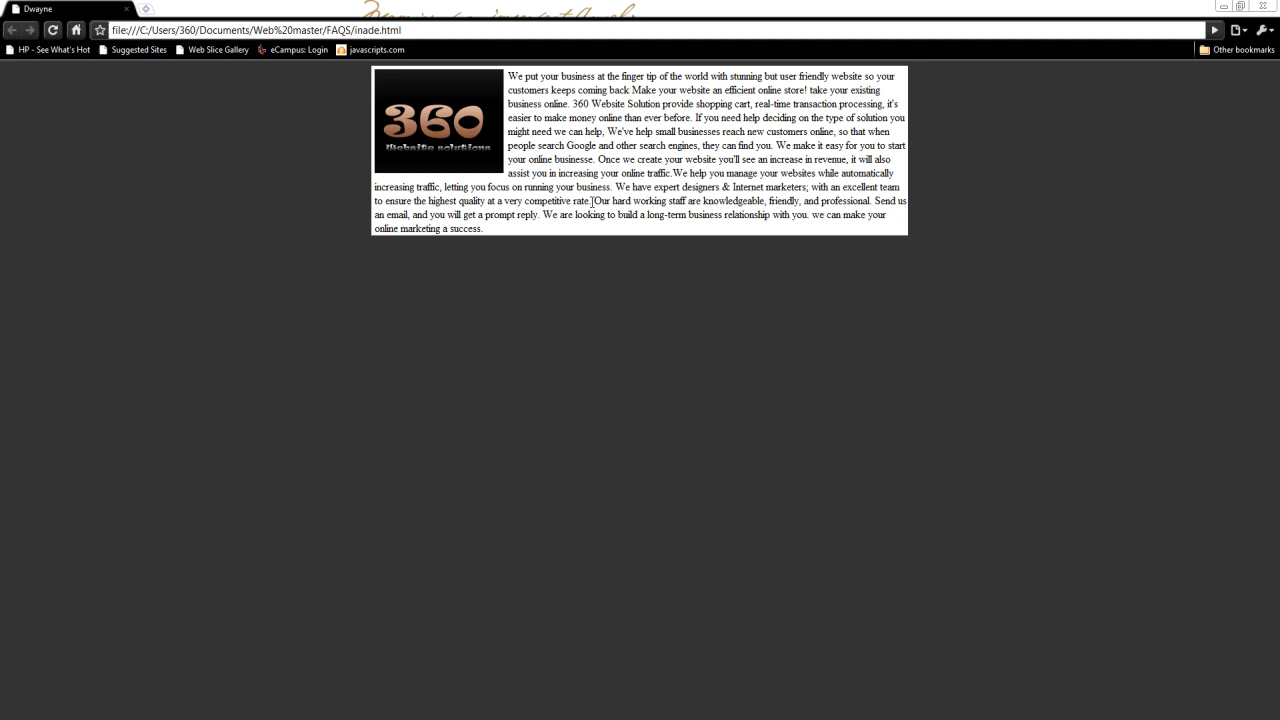 Dwayne
file:///C:/Users/360/Documents/Web%20master/FAQS/inade.html
HP - See What's Hot
Suggested Sites
Web Slice Gallery
eCampus: Login
javascripts.com
Other bookmarks
360
Website solutions
We put your business at the finger tip of the world with stunning but user friendly website so your
customers keeps coming back Make your website an efficient online store! take your existing
business online. 360 Website Solution provide shopping cart, real-time transaction processing, it's
easier to make money online than ever before. If you need help deciding on the type of solution you
might need we can help, We've help small businesses reach new customers online, so that when
people search Google and other search engines, they can find you. We make it easy for you to start
your online businesse. Once we create your website you'll see an increase in revenue, it will also
assist you in increasing your online traffic.We help you manage your websites while automatically
increasing traffic, letting you focus on running your business. We have expert designers & Internet marketers; with an excellent team
to ensure the highest quality at a very competitive rate. Our hard working staff are knowledgeable, friendly, and professional. Send us
an email, and you will get a prompt reply. We are looking to build a long-term business relationship with you. we can make your
online marketing a success.